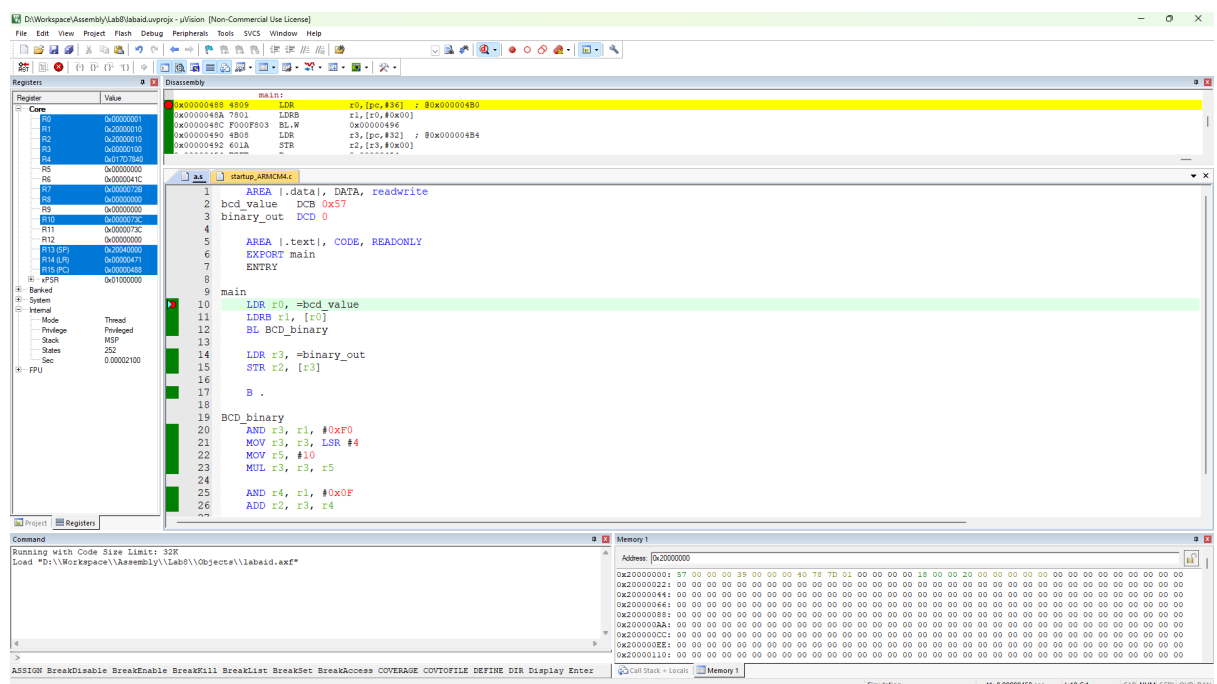 D:\Workspace\Assembly\Lab8\labaid.uvprojx - µVision [Non-Commercial Use License]
File Edit View Project Flash Debug Peripherals Tools SVCS Window Help
Registers
Register Value
Core
R0 0x00000001
R1 0x20000010
R2 0x20000010
R3 0x00000100
R4 0x017D7840
R5 0x00000000
R6 0x0000041C
R7 0x00000728
R8 0x00000000
R9 0x00000000
R10 0x0000073C
R11 0x0000073C
R12 0x00000000
R13 (SP) 0x20040000
R14 (LR) 0x00000471
R15 (PC) 0x00000488
xPSR 0x01000000
Banked
System
Internal
Mode Thread
Privilege Privileged
Stack MSP
States 252
Sec 0.00002100
FPU
Project Registers
Disassembly
main:
0x00000488 4809 LDR r0,[pc,#36] ; @0x000004B0
0x0000048A 7801 LDRB r1,[r0,#0x00]
0x0000048C F000F803 BL.W 0x00000496
0x00000490 4B08 LDR r3,[pc,#32] ; @0x000004B4
0x00000492 601A STR r2,[r3,#0x00]
a.s startup_ARMCM4.c
1 AREA |.data|, DATA, readwrite
2 bcd_value DCB 0x57
3 binary_out DCD 0
4
5 AREA |.text|, CODE, READONLY
6 EXPORT main
7 ENTRY
8
9 main
10 LDR r0, =bcd_value
11 LDRB r1, [r0]
12 BL BCD_binary
13
14 LDR r3, =binary_out
15 STR r2, [r3]
16
17 B .
18
19 BCD_binary
20 AND r3, r1, #0xF0
21 MOV r3, r3, LSR #4
22 MOV r5, #10
23 MUL r3, r3, r5
24
25 AND r4, r1, #0x0F
26 ADD r2, r3, r4
Command
Running with Code Size Limit: 32K
Load "D:\\Workspace\\Assembly\\Lab8\\Objects\\labaid.axf"
>
ASSIGN BreakDisable BreakEnable BreakKill BreakList BreakSet BreakAccess COVERAGE COVTOFILE DEFINE DIR Display Enter
Memory 1
Address: 0x20000000
0x20000000: 57 00 00 00 39 00 00 00 40 78 7D 01 00 00 00 00 18 00 00 20 00 00 00 00 00 00 00 00 00 00 00 00 00 00
0x20000022: 00 00 00 00 00 00 00 00 00 00 00 00 00 00 00 00 00 00 00 00 00 00 00 00 00 00 00 00 00 00 00 00 00 00
0x20000044: 00 00 00 00 00 00 00 00 00 00 00 00 00 00 00 00 00 00 00 00 00 00 00 00 00 00 00 00 00 00 00 00 00 00
0x20000066: 00 00 00 00 00 00 00 00 00 00 00 00 00 00 00 00 00 00 00 00 00 00 00 00 00 00 00 00 00 00 00 00 00 00
0x20000088: 00 00 00 00 00 00 00 00 00 00 00 00 00 00 00 00 00 00 00 00 00 00 00 00 00 00 00 00 00 00 00 00 00 00
0x200000AA: 00 00 00 00 00 00 00 00 00 00 00 00 00 00 00 00 00 00 00 00 00 00 00 00 00 00 00 00 00 00 00 00 00 00
0x200000CC: 00 00 00 00 00 00 00 00 00 00 00 00 00 00 00 00 00 00 00 00 00 00 00 00 00 00 00 00 00 00 00 00 00 00
0x200000EE: 00 00 00 00 00 00 00 00 00 00 00 00 00 00 00 00 00 00 00 00 00 00 00 00 00 00 00 00 00 00 00 00 00 00
0x20000110: 00 00 00 00 00 00 00 00 00 00 00 00 00 00 00 00 00 00 00 00 00 00 00 00 00 00 00 00 00 00 00 00 00 00
Call Stack + Locals Memory 1